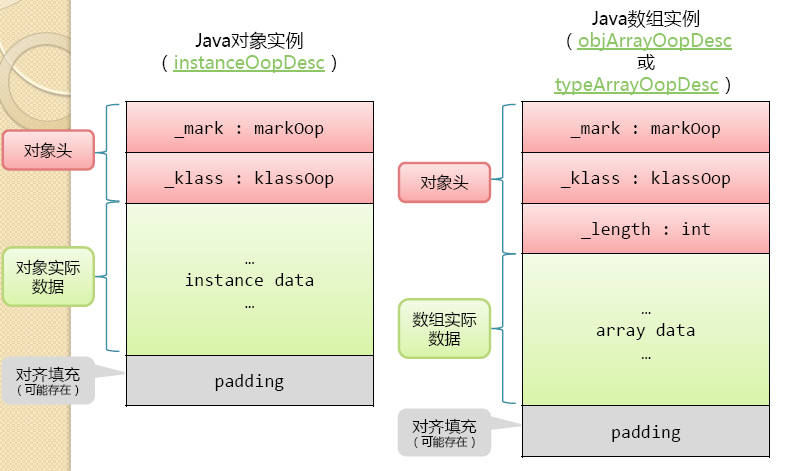 Java对象实例
（instanceOopDesc）
对象头
_mark : markOop
_klass : klassOop
对象实际
数据
…
instance data
…
对齐填充
（可能存在）
padding
Java数组实例
（objArrayOopDesc
或
typeArrayOopDesc）
对象头
_mark : markOop
_klass : klassOop
_length : int
数组实际
数据
…
array data
…
对齐填充
（可能存在）
padding